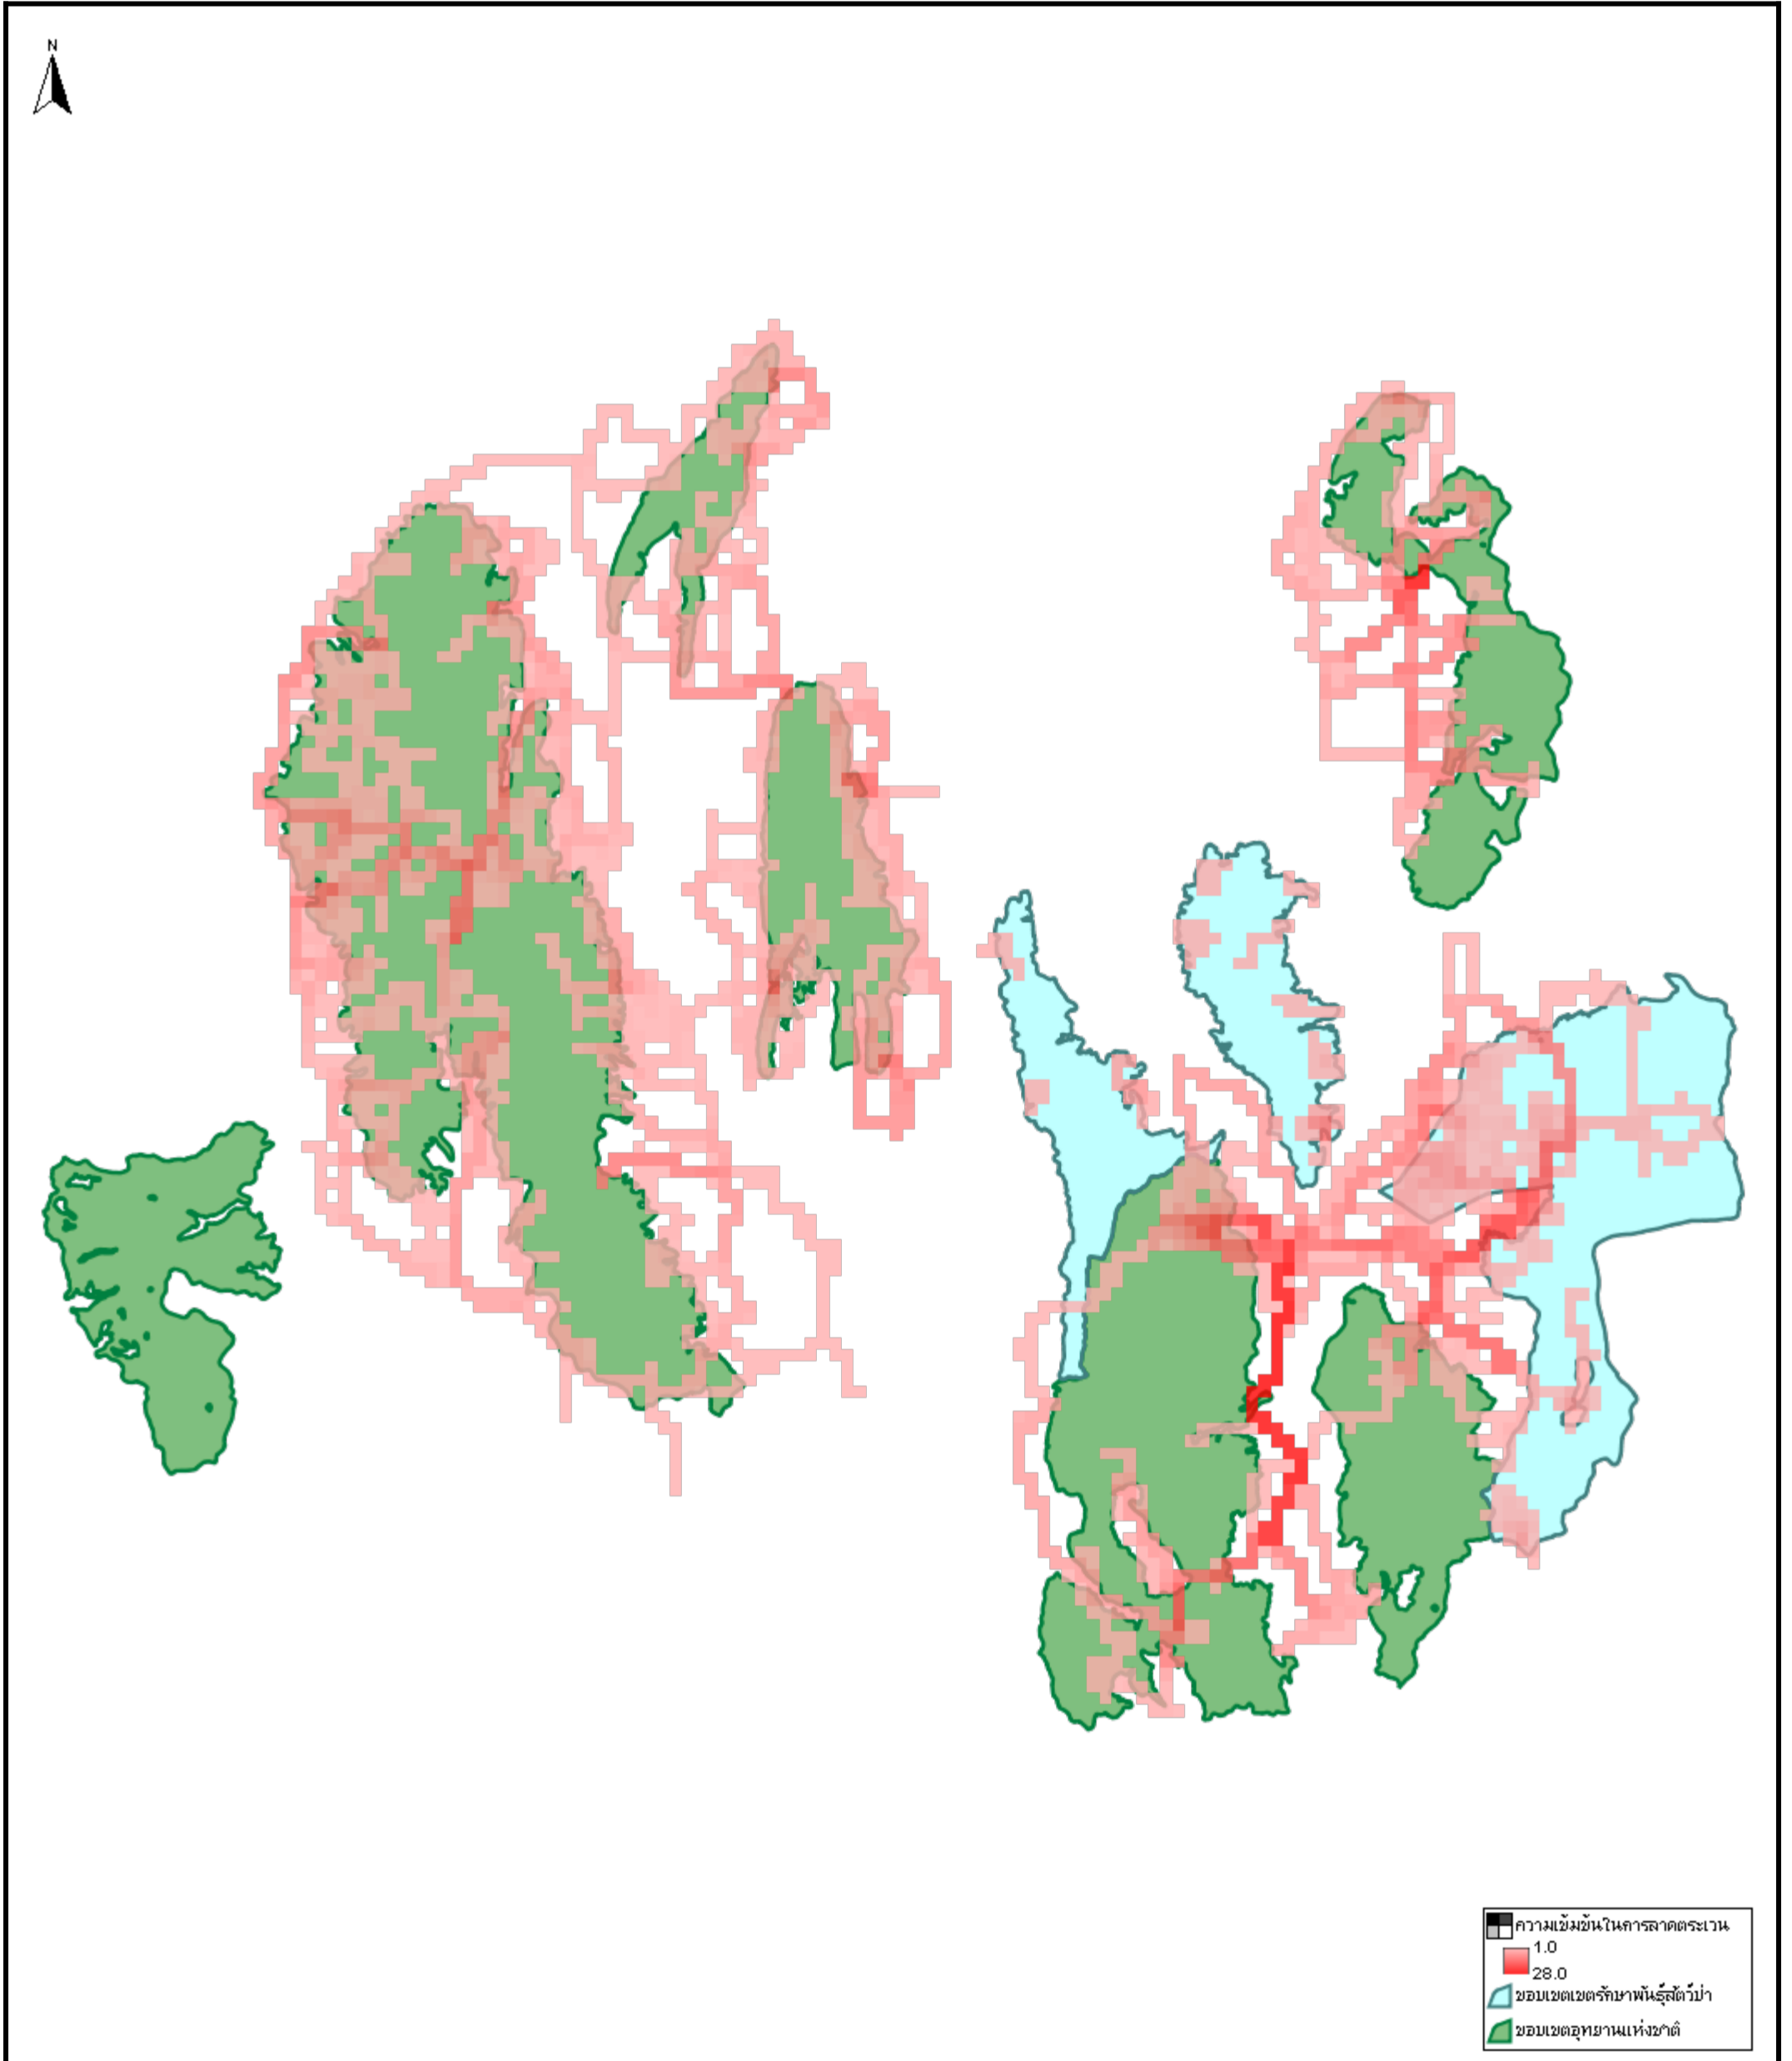 N
ความเข้มข้นในการลาดตระเวน
1.0
28.0
ขอบเขตเขตรักษาพันธุ์สัตว์ป่า
ขอบเขตอุทยานแห่งชาติ